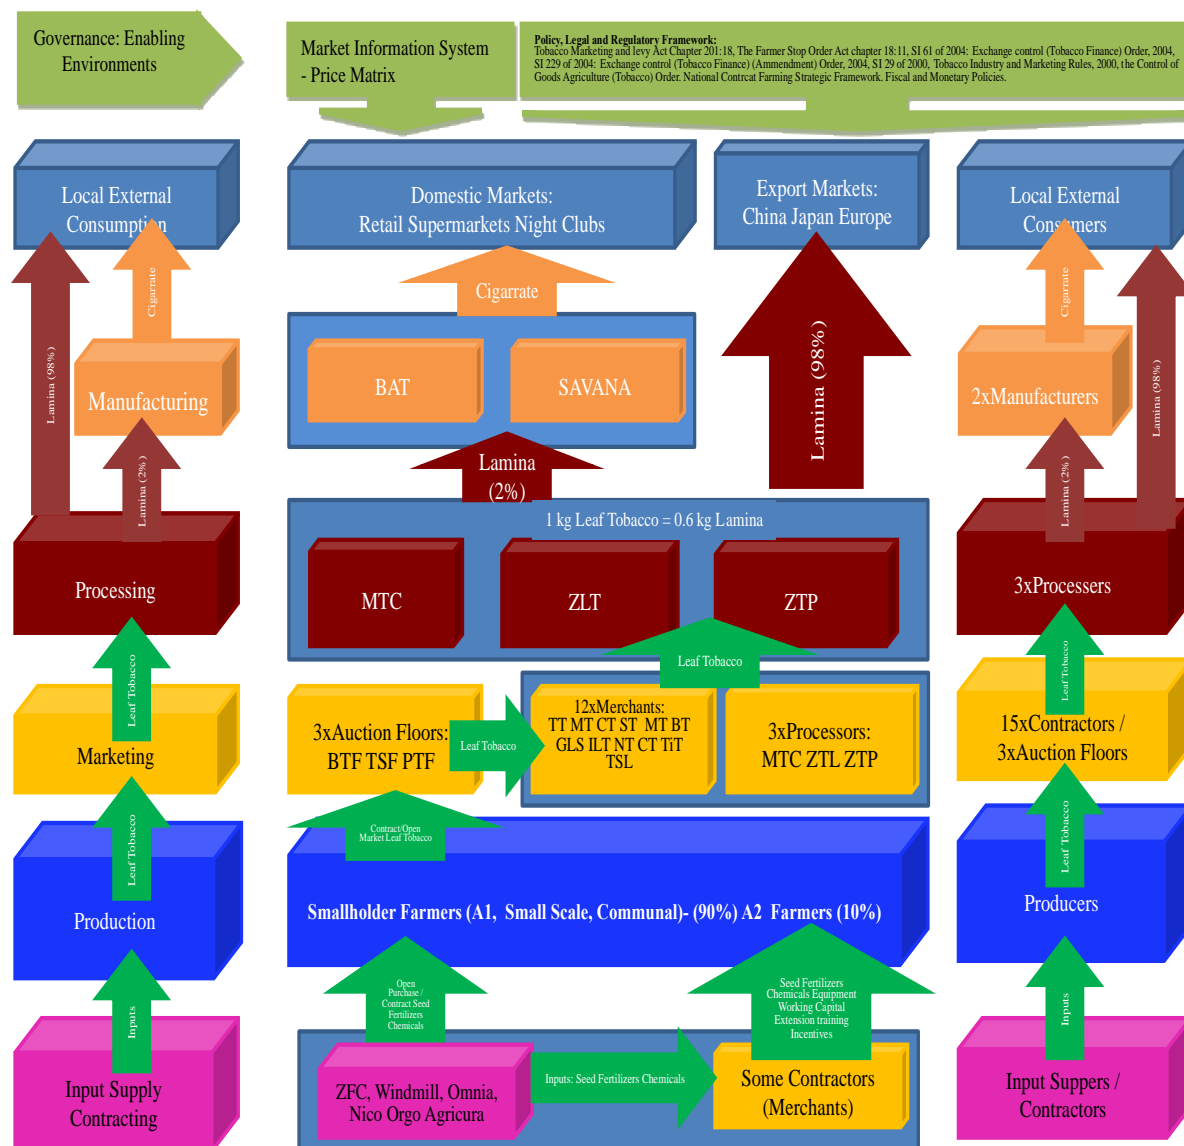 Governance: Enabling
Environments
Market Information System
- Price Matrix
Policy, Legal and Regulatory Framework:
Tobacco Marketing and levy Act Chapter 201:18, The Farmer Stop Order Act chapter 18:11, SI 61 of 2004: Exchange control (Tobacco Finance) Order, 2004,
SI 229 of 2004: Exchange control (Tobacco Finance) (Ammendment) Order, 2004, SI 29 of 2000, Tobacco Industry and Marketing Rules, 2000, the Control of
Goods Agriculture (Tobacco) Order. National Contrcat Farming Strategic Framework. Fiscal and Monetary Policies.
Local External
Consumption
Cigarrate
Lamina (98%)
Manufacturing
Lamina (2%)
Processing
Leaf Tobacco
Marketing
Leaf Tobacco
Production
Inputs
Input Supply
Contracting
Domestic Markets:
Retail Supermarkets Night Clubs
Export Markets:
China Japan Europe
Cigarrate
BAT
SAVANA
Lamina (98%)
Lamina
(2%)
1 kg Leaf Tobacco = 0.6 kg Lamina
MTC
ZLT
ZTP
Leaf Tobacco
3xAuction Floors:
BTF TSF PTF
Leaf Tobacco
12xMerchants:
TT MT CT ST MT BT
GLS ILT NT CT TiT
TSL
3xProcessors:
MTC ZTL ZTP
Contract/Open
Market Leaf Tobacco
Smallholder Farmers (A1, Small Scale, Communal)- (90%) A2 Farmers (10%)
Open
Purchase /
Contract Seed
Fertilizers
Chemicals
Seed Fertilizers
Chemicals Equipment
Working Capital
Extension training
Incentives
ZFC, Windmill, Omnia,
Nico Orgo Agricura
Inputs: Seed Fertilizers Chemicals
Some Contractors
(Merchants)
Local External
Consumers
Cigarrate
Lamina (98%)
2xManufacturers
Lamina (2%)
3xProcessers
Leaf Tobacco
15xContractors /
3xAuction Floors
Leaf Tobacco
Producers
Inputs
Input Suppers /
Contractors